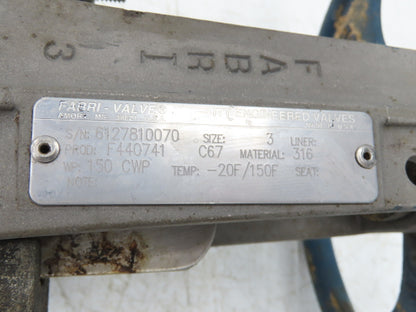 FABRI
3
FABRI-VALVES ENGINEERED VALVES
S/N: 6127810070 SIZE: 3 LINER:
PROD: F440741 C67 MATERIAL: 316
WP: 150 CWP TEMP: -20F/150F SEAT:
NOTE: